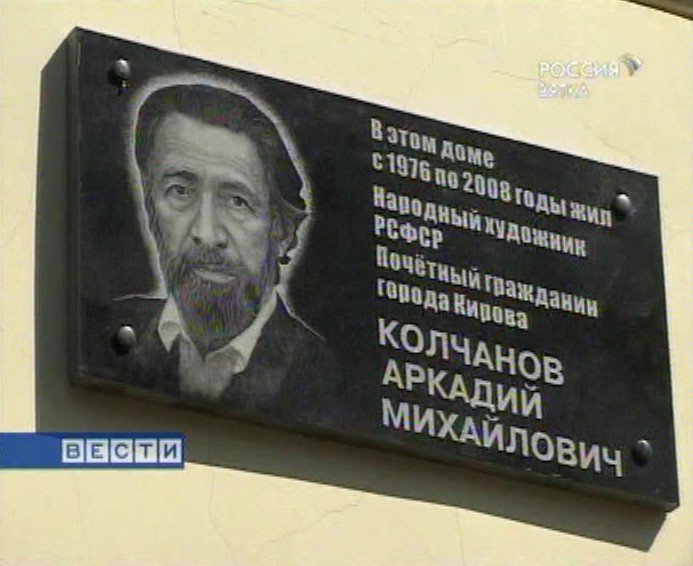 РОССИЯ
ВЯТКА
В этом доме
с 1976 по 2008 годы жил
Народный художник
РСФСР
Почётный гражданин
города Кирова
КОЛЧАНОВ
АРКАДИЙ
МИХАЙЛОВИЧ
ВЕСТИ